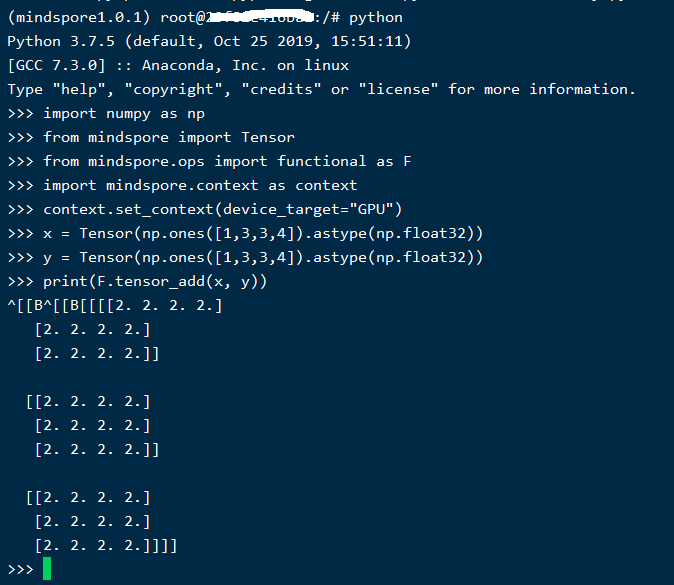 (mindspore1.0.1) root@ :/# python
Python 3.7.5 (default, Oct 25 2019, 15:51:11)
[GCC 7.3.0] :: Anaconda, Inc. on linux
Type "help", "copyright", "credits" or "license" for more information.
>>> import numpy as np
>>> from mindspore import Tensor
>>> from mindspore.ops import functional as F
>>> import mindspore.context as context
>>> context.set_context(device_target="GPU")
>>> x = Tensor(np.ones([1,3,3,4]).astype(np.float32))
>>> y = Tensor(np.ones([1,3,3,4]).astype(np.float32))
>>> print(F.tensor_add(x, y))
^[[B^[[B[[[[2. 2. 2. 2.]
   [2. 2. 2. 2.]
   [2. 2. 2. 2.]]

  [[2. 2. 2. 2.]
   [2. 2. 2. 2.]
   [2. 2. 2. 2.]]

  [[2. 2. 2. 2.]
   [2. 2. 2. 2.]
   [2. 2. 2. 2.]]]]
>>>